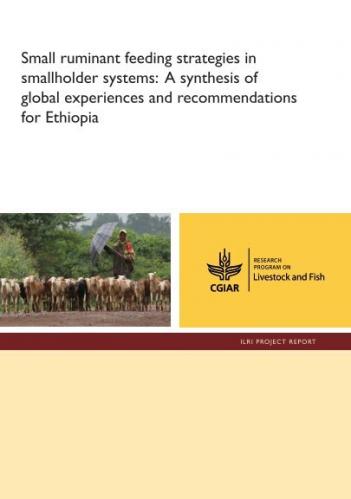 Small ruminant feeding strategies in
smallholder systems: A synthesis of
global experiences and recommendations
for Ethiopia
CGIAR
RESEARCH
PROGRAM ON
Livestock and Fish
ILRI PROJECT REPORT